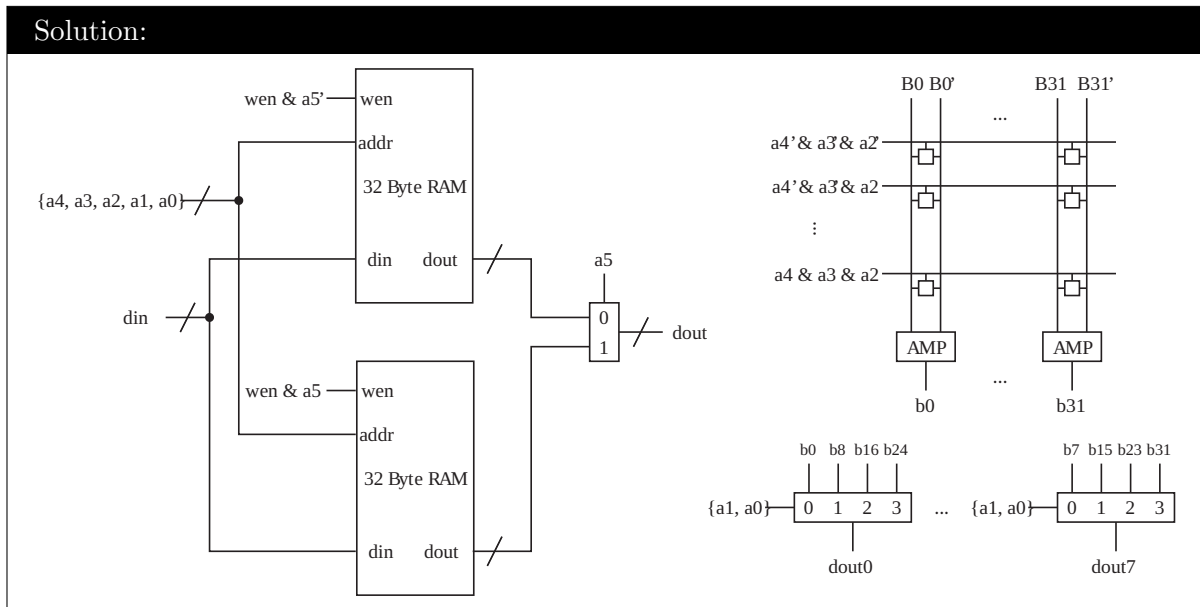 Solution:
wen & a5’
wen
addr
32 Byte RAM
{a4, a3, a2, a1, a0}
din
dout
din
a5
0
1
dout
wen & a5
wen
addr
32 Byte RAM
din
dout
B0 B0’
B31 B31’
...
a4’ & a3’ & a2’
a4’ & a3’ & a2
...
a4 & a3 & a2
AMP
AMP
...
b0
b31
b0 b8 b16 b24
b7 b15 b23 b31
{a1, a0}
0 1 2 3
...
{a1, a0}
0 1 2 3
dout0
dout7